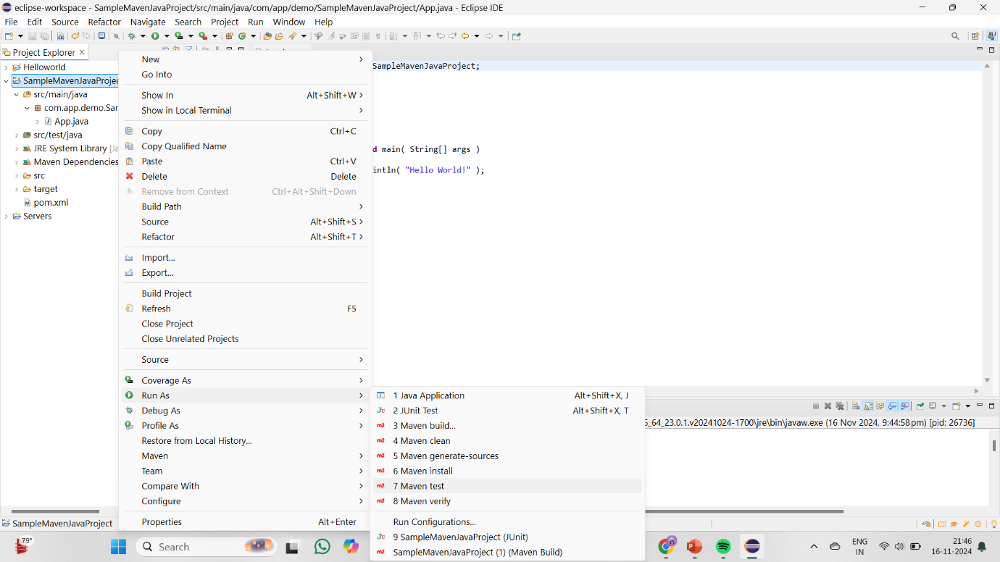 eclipse-workspace - SampleMavenJavaProject/src/main/java/com/app/demo/SampleMavenJavaProject/App.java - Eclipse IDE
File Edit Source Refactor Navigate Search Project Run Window Help
Project Explorer
Helloworld
SampleMavenJavaProjec
src/main/java
com.app.demo.Sar
App.java
src/test/java
JRE System Library [Ja
Maven Dependencies
src
target
pom.xml
Servers
New
Go Into
Show In Alt+Shift+W
Show in Local Terminal
Copy Ctrl+C
Copy Qualified Name
Paste Ctrl+V
Delete Delete
Remove from Context Ctrl+Alt+Shift+Down
Build Path
Source Alt+Shift+S
Refactor Alt+Shift+T
Import...
Export...
Build Project
Refresh F5
Close Project
Close Unrelated Projects
Source
Coverage As
Run As
Debug As
Profile As
Restore from Local History...
Maven
Team
Compare With
Configure
Properties Alt+Enter
SampleMavenJavaProject;
d main( String[] args )
intln( "Hello World!" );
1 Java Application Alt+Shift+X, J
Ju 2 JUnit Test Alt+Shift+X, T
m2 3 Maven build...
m2 4 Maven clean
m2 5 Maven generate-sources
m2 6 Maven install
m2 7 Maven test
m2 8 Maven verify
Run Configurations...
Ju 9 SampleMavenJavaProject (JUnit)
m2 SampleMavenJavaProject (1) (Maven Build)
5_64_23.0.1.v20241024-1700\jre\bin\javaw.exe (16 Nov 2024, 9:44:58 pm) [pid: 26736]
SampleMavenJavaProject
79°
Search
ENG
IN
21:46
16-11-2024